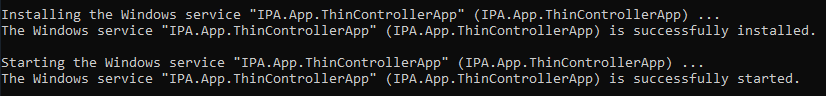 Installing the Windows service "IPA.App.ThinControllerApp" (IPA.App.ThinControllerApp) ...
The Windows service "IPA.App.ThinControllerApp" (IPA.App.ThinControllerApp) is successfully installed.
Starting the Windows service "IPA.App.ThinControllerApp" (IPA.App.ThinControllerApp) ...
The Windows service "IPA.App.ThinControllerApp" (IPA.App.ThinControllerApp) is successfully started.